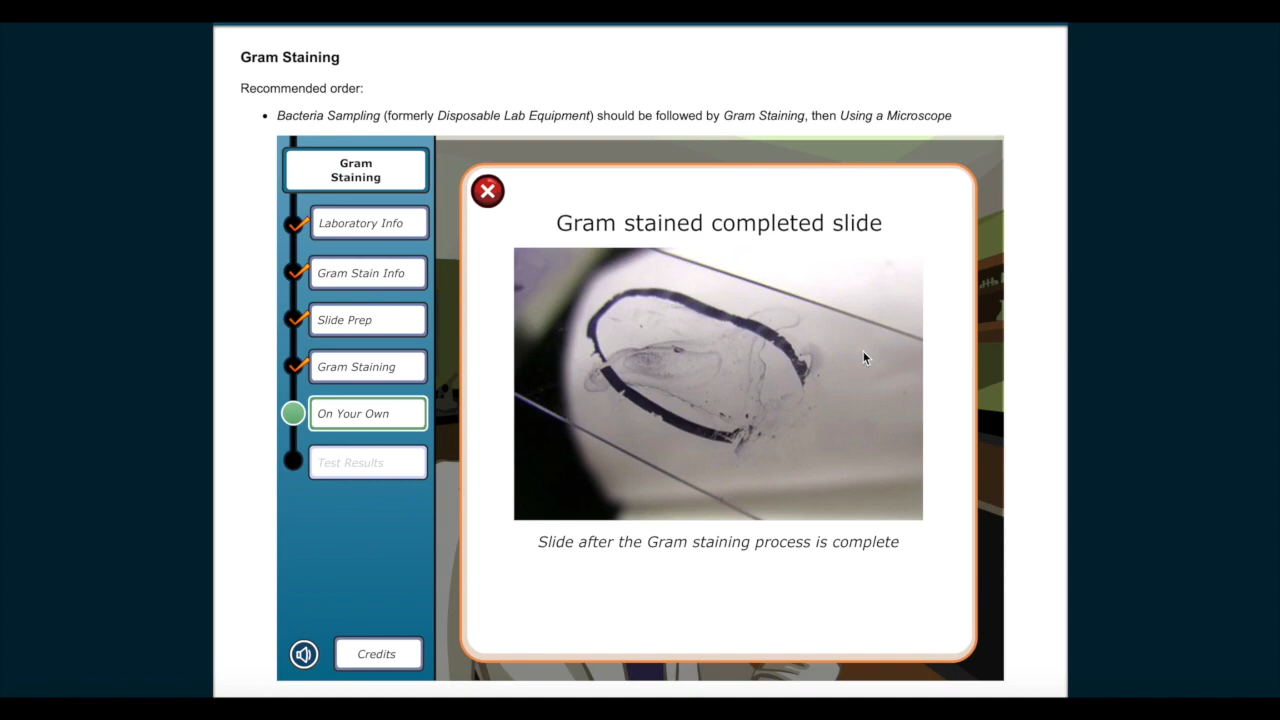 Gram Staining
Recommended order:
• Bacteria Sampling (formerly Disposable Lab Equipment) should be followed by Gram Staining, then Using a Microscope
Gram
Staining
Laboratory Info
Gram Stain Info
Slide Prep
Gram Staining
On Your Own
Test Results
Credits
Gram stained completed slide
Slide after the Gram staining process is complete